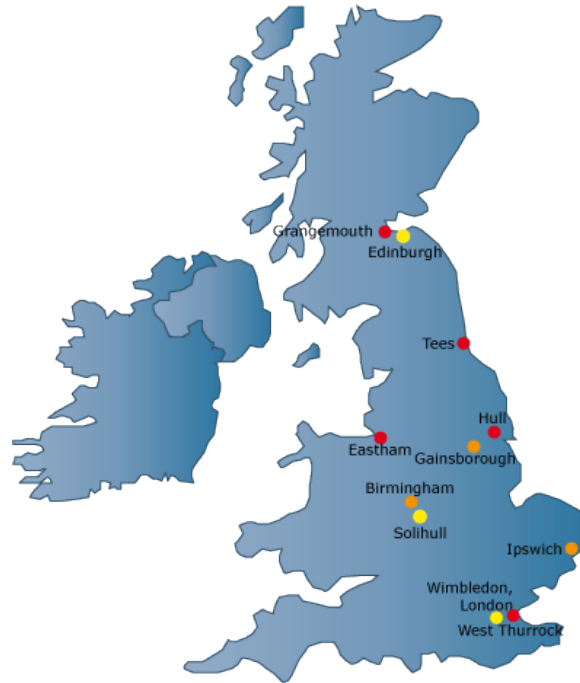 Grangemouth
Edinburgh
Tees
Hull
Eastham
Gainsborough
Birmingham
Solihull
Ipswich
Wimbledon,
London
West Thurrock